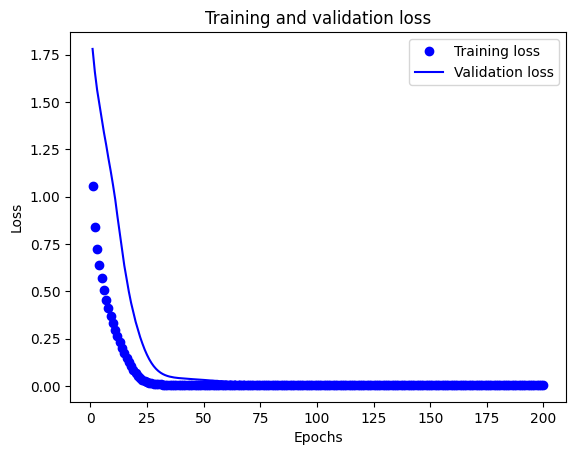 Training and validation loss
Training loss
Validation loss
1.75
1.50
1.25
1.00
0.75
0.50
0.25
0.00
Loss
0 25 50 75 100 125 150 175 200
Epochs